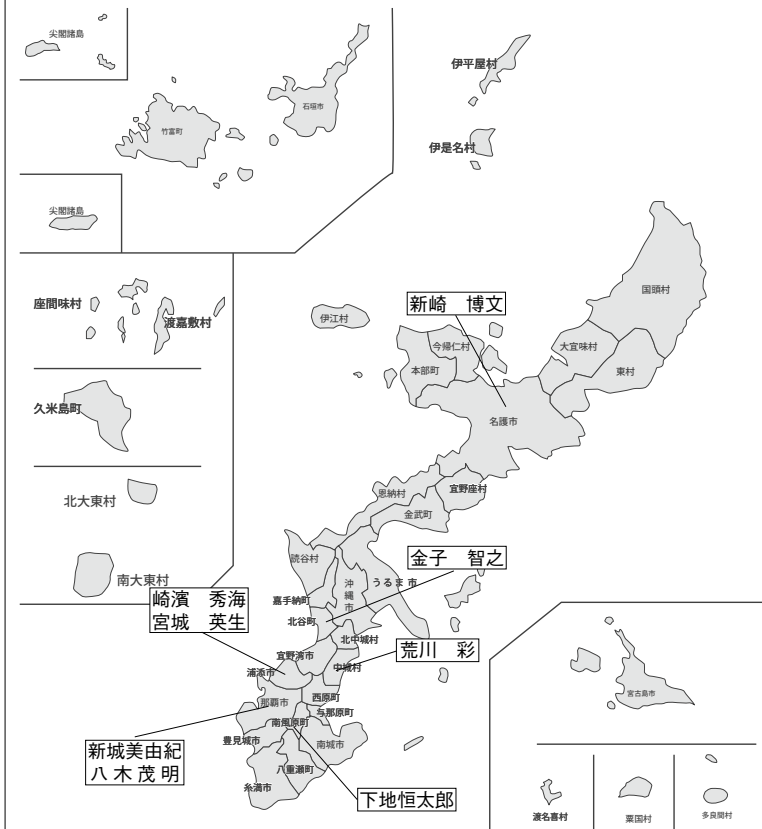 尖閣諸島
石垣市
竹富町
尖閣諸島
伊平屋村
伊是名村
座間味村
渡嘉敷村
久米島町
北大東村
南大東村
伊江村
新崎　博文
国頭村
今帰仁村
大宜味村
本部町
東村
名護市
恩納村
宜野座村
金武町
読谷村
金子　智之
沖縄市
うるま市
嘉手納町
崎濱　秀海
宮城　英生
北谷町
北中城村
荒川　彩
宜野湾市
中城村
浦添市
那覇市
西原町
与那原町
南風原町
豊見城市
南城市
新城美由紀
八木茂明
八重瀬町
糸満市
下地恒太郎
宮古島市
渡名喜村
粟国村
多良間村